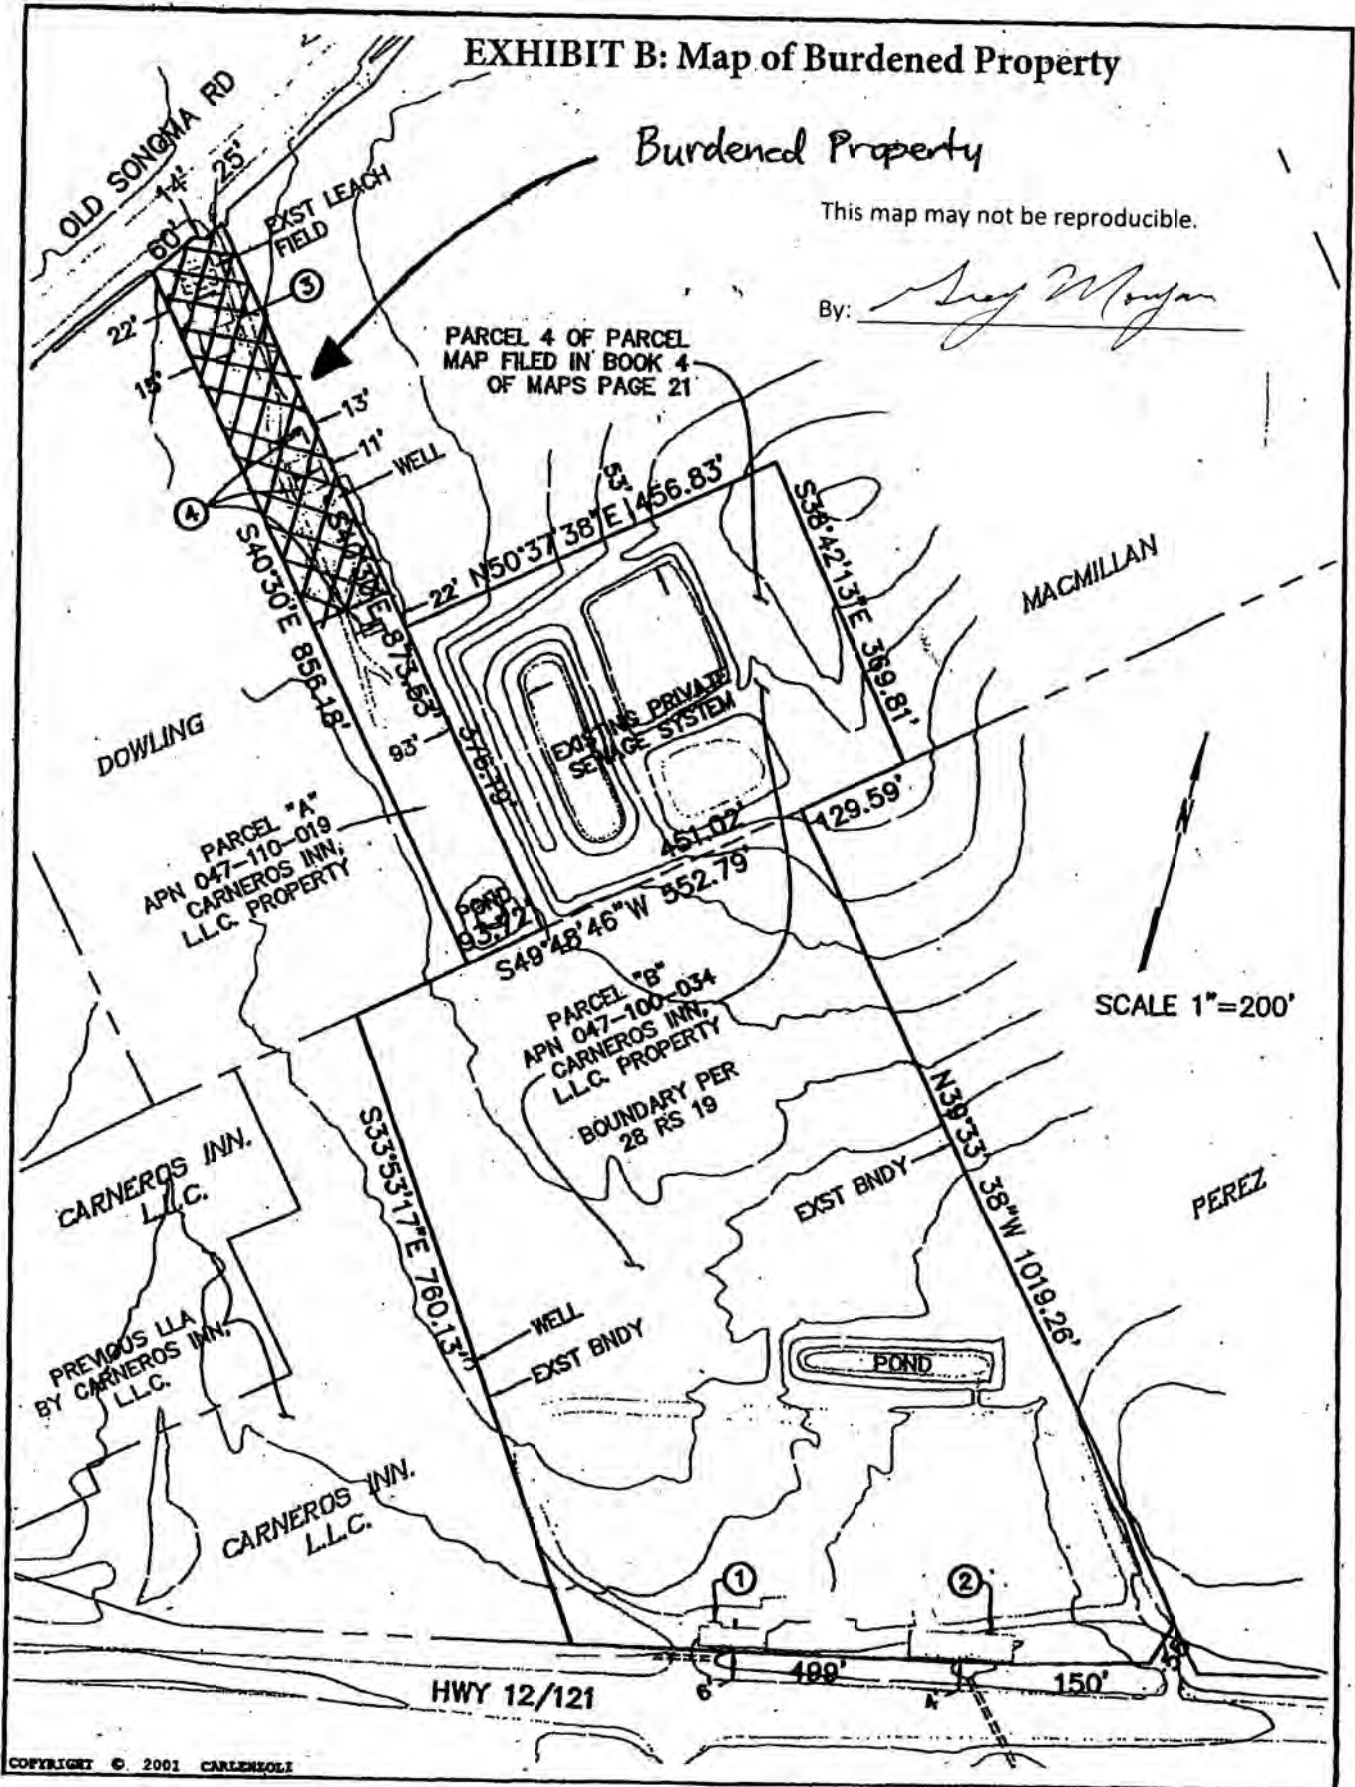 EXHIBIT B: Map of Burdened Property
Burdened Property
This map may not be reproducible.
By: Greg Morgan
OLD SONOMA RD
14'
25'
60'
EXST LEACH
FIELD
3
22'
15'
13'
11'
WELL
4
PARCEL 4 OF PARCEL
MAP FILED IN BOOK 4
OF MAPS PAGE 21
53'
22'
N50°37'38"E 456.83'
S38°42'13"E 369.81'
MACMILLAN
S40°30'E 856.18'
S40°30'E 873.53'
376.79'
93'
DOWLING
EXISTING PRIVATE
SEWAGE SYSTEM
PARCEL "A"
APN 047-110-019
CARNEROS INN,
L.L.C. PROPERTY
POND
93.72'
461.02'
129.59'
S49°48'46"W 552.79'
N
SCALE 1"=200'
PARCEL "B"
APN 047-100-034
CARNEROS INN,
L.L.C. PROPERTY
BOUNDARY PER
28 RS 19
N39°33'38"W 1019.26'
EXST BNDY
PEREZ
CARNEROS INN.
L.L.C.
S33°53'17"E 760.13'
WELL
EXST BNDY
POND
PREVIOUS LLA
BY CARNEROS INN,
L.L.C.
CARNEROS INN.
L.L.C.
1
2
6'
499'
4'
150'
HWY 12/121
COPYRIGHT © 2001 CARLENZOLI